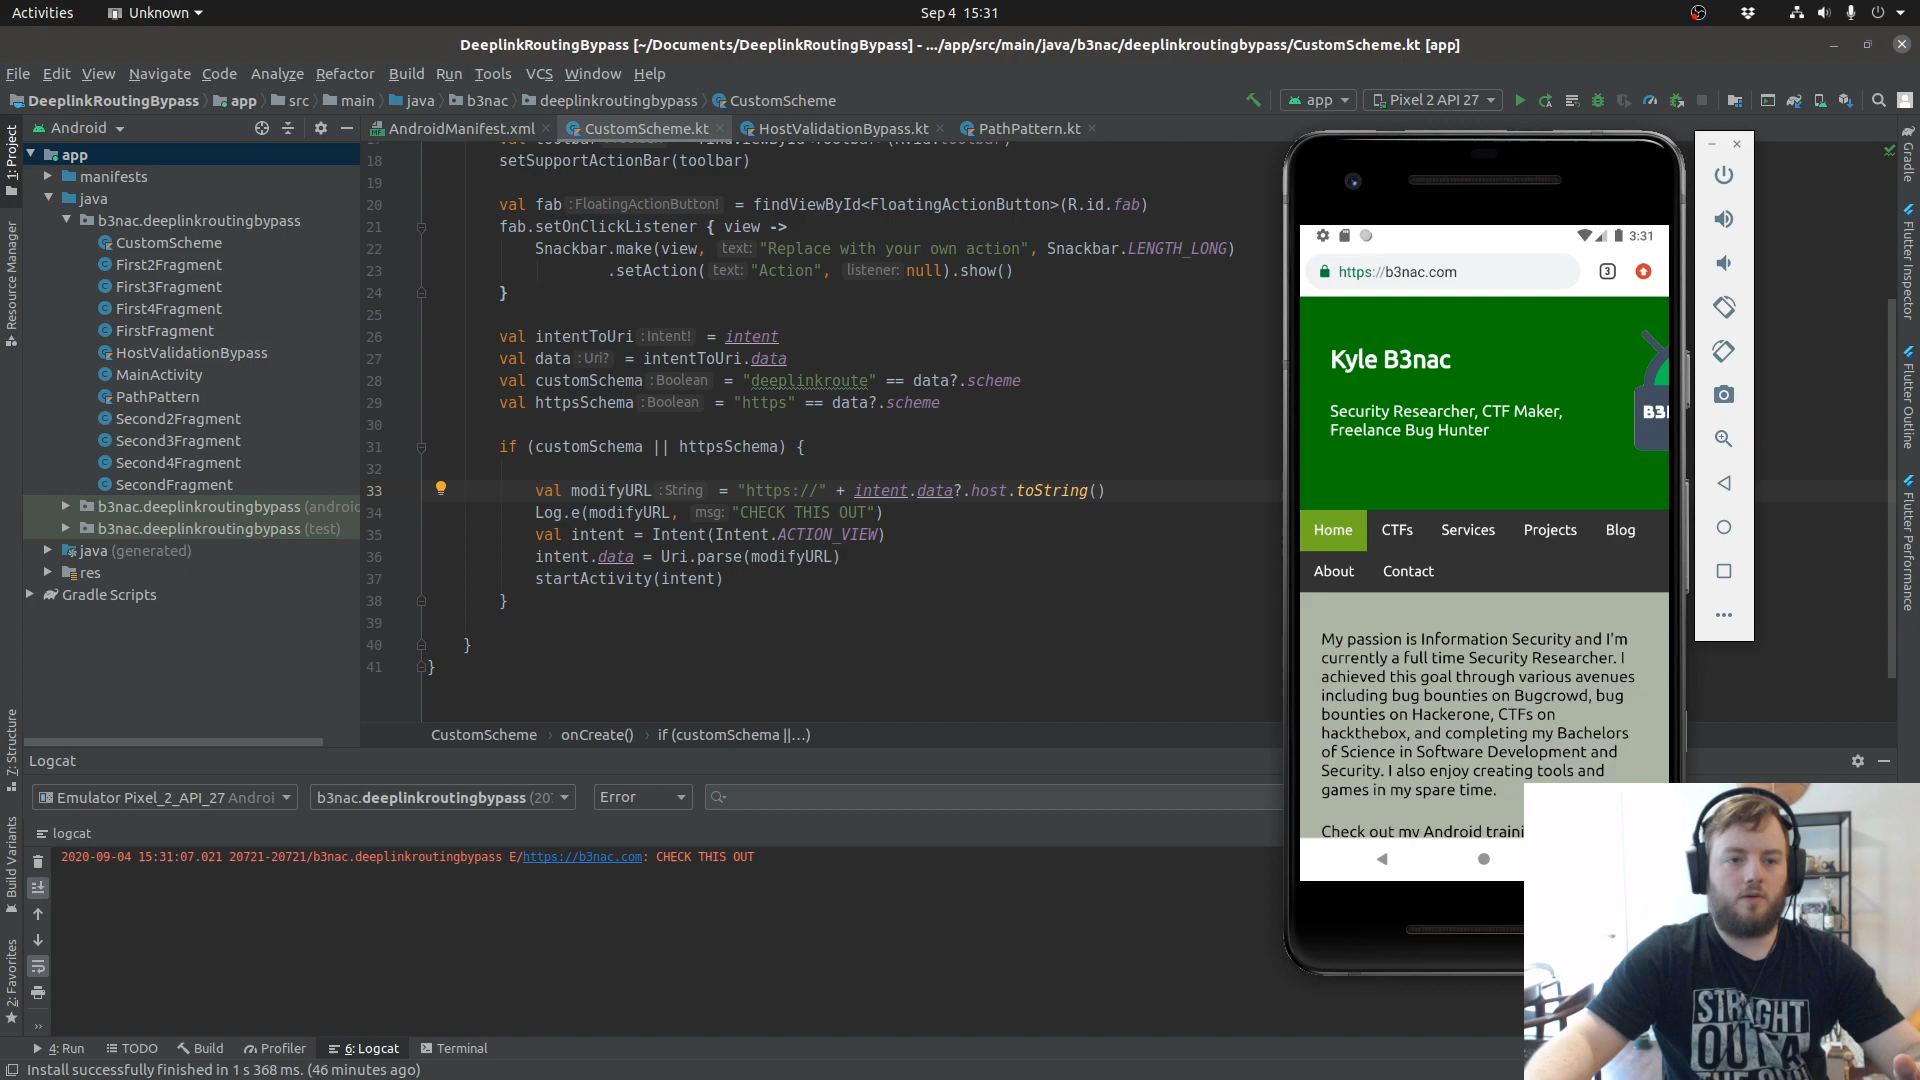 Activities
Unknown
Sep 4 15:31
DeeplinkRoutingBypass [~/Documents/DeeplinkRoutingBypass] - .../app/src/main/java/b3nac/deeplinkroutingbypass/CustomScheme.kt [app]
File Edit View Navigate Code Analyze Refactor Build Run Tools VCS Window Help
DeeplinkRoutingBypass app src main java b3nac deeplinkroutingbypass CustomScheme
app
Pixel 2 API 27
Android
AndroidManifest.xml
CustomScheme.kt
HostValidationBypass.kt
PathPattern.kt
1: Project
Resource Manager
7: Structure
Build Variants
2: Favorites
app
manifests
java
b3nac.deeplinkroutingbypass
CustomScheme
First2Fragment
First3Fragment
First4Fragment
FirstFragment
HostValidationBypass
MainActivity
PathPattern
Second2Fragment
Second3Fragment
Second4Fragment
SecondFragment
b3nac.deeplinkroutingbypass (androic
b3nac.deeplinkroutingbypass (test)
java (generated)
res
Gradle Scripts
18 setSupportActionBar(toolbar)
19
20 val fab : FloatingActionButton! = findViewById<FloatingActionButton>(R.id.fab)
21 fab.setOnClickListener { view ->
22 Snackbar.make(view, text: "Replace with your own action", Snackbar.LENGTH_LONG)
23 .setAction( text: "Action", listener: null).show()
24 }
25
26 val intentToUri : Intent! = intent
27 val data : Uri? = intentToUri.data
28 val customSchema : Boolean = "deeplinkroute" == data?.scheme
29 val httpsSchema : Boolean = "https" == data?.scheme
30
31 if (customSchema || httpsSchema) {
32
33 val modifyURL : String = "https://" + intent.data?.host.toString()
34 Log.e(modifyURL, msg: "CHECK THIS OUT")
35 val intent = Intent(Intent.ACTION_VIEW)
36 intent.data = Uri.parse(modifyURL)
37 startActivity(intent)
38 }
39
40 }
41 }
CustomScheme › onCreate() › if (customSchema ||...)
Logcat
Emulator Pixel_2_API_27 Androi
b3nac.deeplinkroutingbypass (207
Error
logcat
2020-09-04 15:31:07.021 20721-20721/b3nac.deeplinkroutingbypass E/https://b3nac.com: CHECK THIS OUT
4: Run
TODO
Build
Profiler
6: Logcat
Terminal
Install successfully finished in 1 s 368 ms. (46 minutes ago)
3:31
https://b3nac.com
3
Kyle B3nac
Security Researcher, CTF Maker,
Freelance Bug Hunter
Home CTFs Services Projects Blog
About Contact
My passion is Information Security and I'm
currently a full time Security Researcher. I
achieved this goal through various avenues
including bug bounties on Bugcrowd, bug
bounties on Hackerone, CTFs on
hackthebox, and completing my Bachelors
of Science in Software Development and
Security. I also enjoy creating tools and
games in my spare time.
Check out my Android traini
Gradle
Flutter Inspector
Flutter Outline
Flutter Performance
STRAIGHT